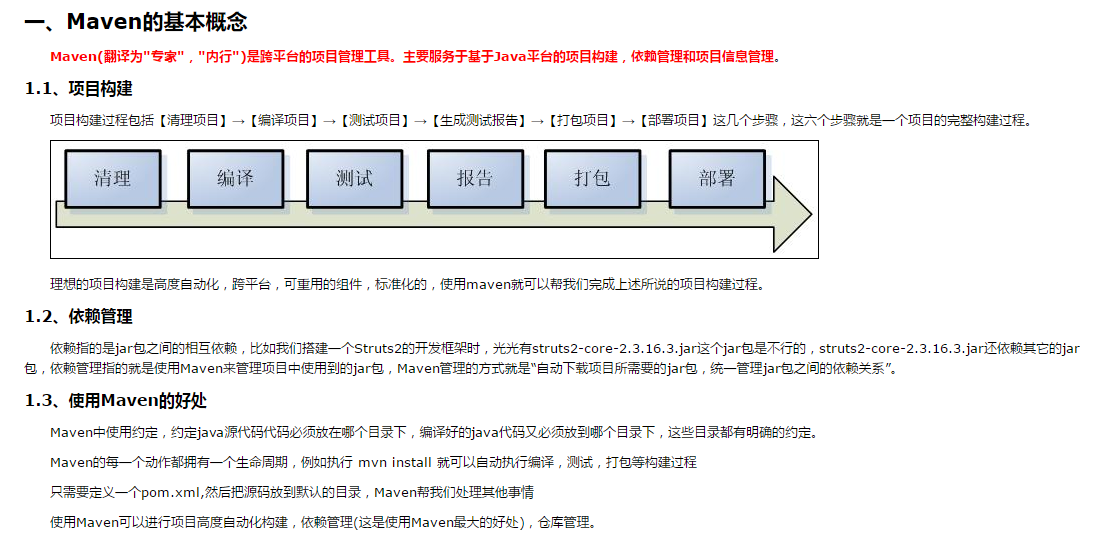 一、Maven的基本概念
Maven(翻译为"专家"，"内行")是跨平台的项目管理工具。主要服务于基于Java平台的项目构建，依赖管理和项目信息管理。
1.1、项目构建
项目构建过程包括【清理项目】→【编译项目】→【测试项目】→【生成测试报告】→【打包项目】→【部署项目】这几个步骤，这六个步骤就是一个项目的完整构建过程。
清理 编译 测试 报告 打包 部署
理想的项目构建是高度自动化，跨平台，可重用的组件，标准化的，使用maven就可以帮我们完成上述所说的项目构建过程。
1.2、依赖管理
依赖指的是jar包之间的相互依赖，比如我们搭建一个Struts2的开发框架时，光光有struts2-core-2.3.16.3.jar这个jar包是不行的，struts2-core-2.3.16.3.jar还依赖其它的jar
包，依赖管理指的就是使用Maven来管理项目中使用到的jar包，Maven管理的方式就是“自动下载项目所需要的jar包，统一管理jar包之间的依赖关系”。
1.3、使用Maven的好处
Maven中使用约定，约定java源代码代码必须放在哪个目录下，编译好的java代码又必须放到哪个目录下，这些目录都有明确的约定。
Maven的每一个动作都拥有一个生命周期，例如执行 mvn install 就可以自动执行编译，测试，打包等构建过程
只需要定义一个pom.xml,然后把源码放到默认的目录，Maven帮我们处理其他事情
使用Maven可以进行项目高度自动化构建，依赖管理(这是使用Maven最大的好处)，仓库管理。